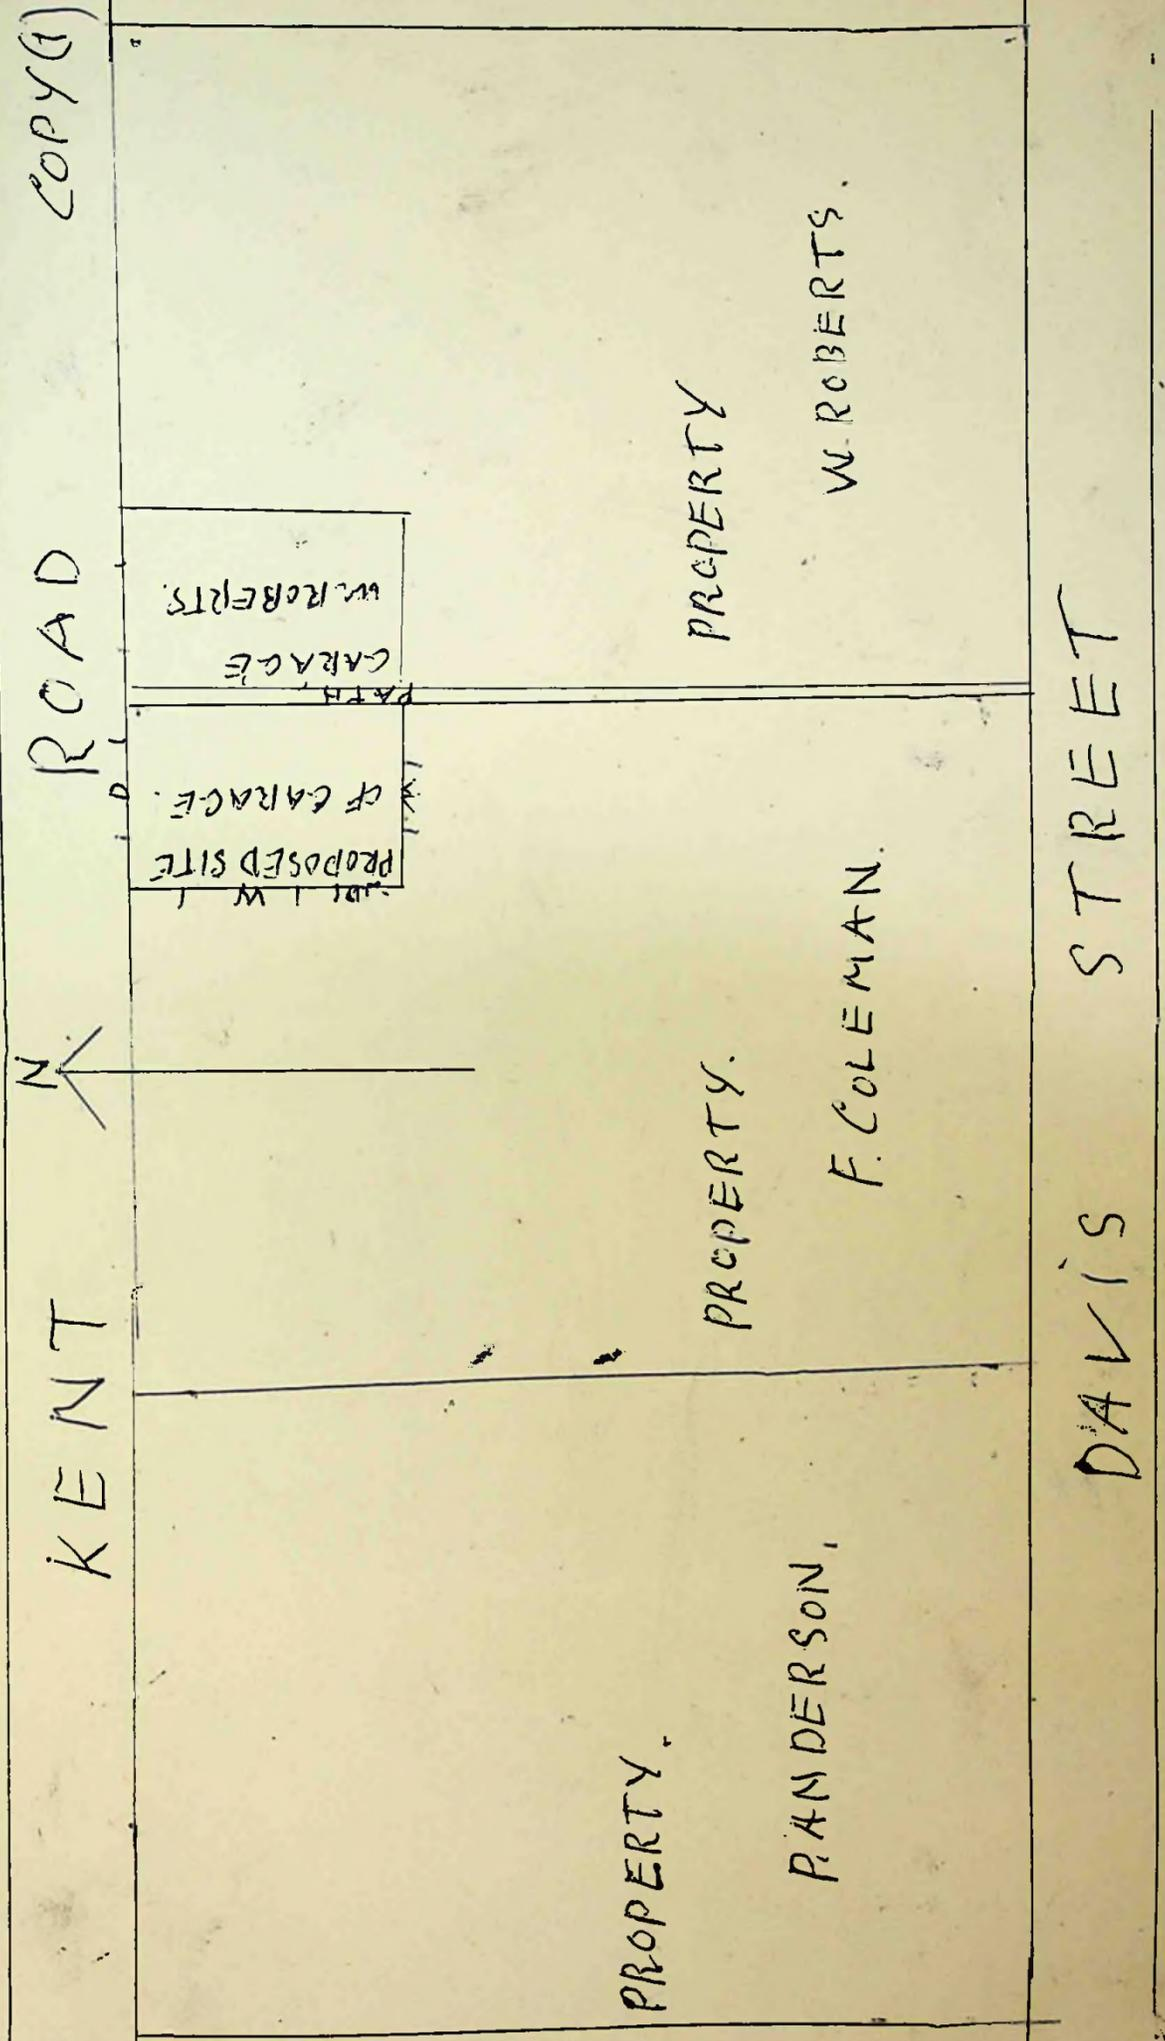 COPY (1)
KENT ROAD
N
D
W
W
PROPOSED SITE
OF GARAGE.
PATH
GARAGE
W. ROBERTS.
PROPERTY.
P. ANDERSON.
PROPERTY.
F. COLEMAN.
PROPERTY
W. ROBERTS.
DAVIS STREET